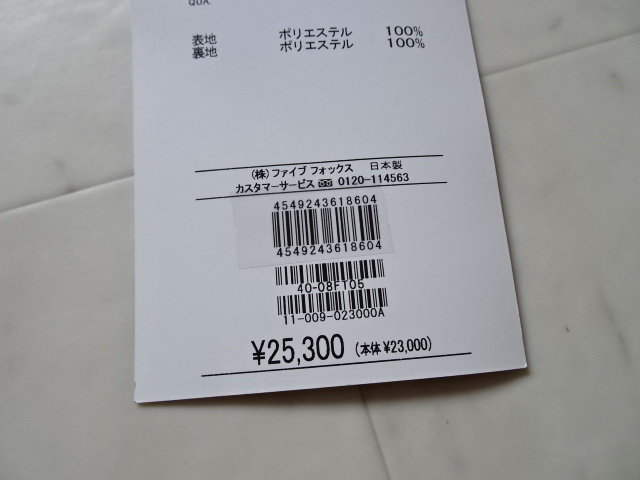 QUA.
表地 ポリエステル 100%
裏地 ポリエステル 100%
(株)ファイブ フォックス 日本製
カスタマーサービス 0120-114563
4549243618604
4549243618604
40-08FT05
11-009-023000A
¥25,300 (本体 ¥23,000)